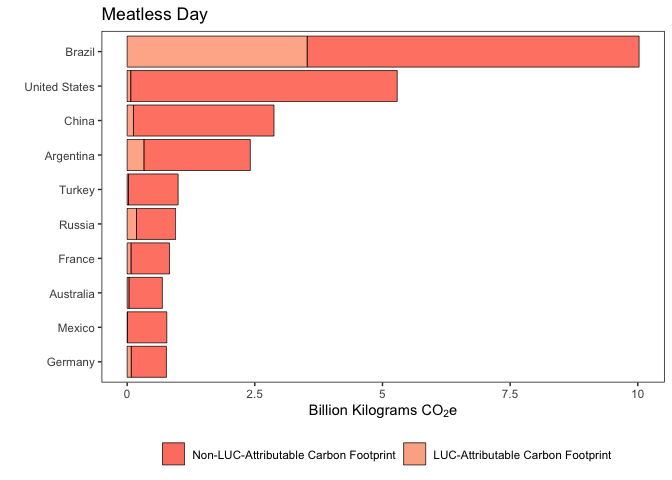 Meatless Day
Brazil
United States
China
Argentina
Turkey
Russia
France
Australia
Mexico
Germany
0 2.5 5 7.5 10
Billion Kilograms CO₂e
Non-LUC-Attributable Carbon Footprint LUC-Attributable Carbon Footprint